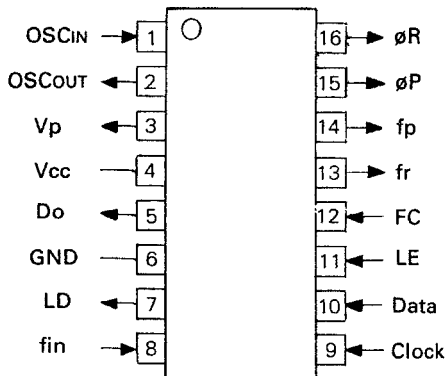 OSCIN 1 16 øR
OSCOUT 2 15 øP
Vp 3 14 fp
Vcc 4 13 fr
Do 5 12 FC
GND 6 11 LE
LD 7 10 Data
fin 8 9 Clock